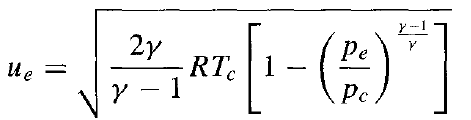 $u_e = \sqrt{\frac{2\gamma}{\gamma - 1} RT_c \left[ 1 - \left( \frac{p_e}{p_c} \right)^{\frac{\gamma - 1}{\gamma}} \right]}$